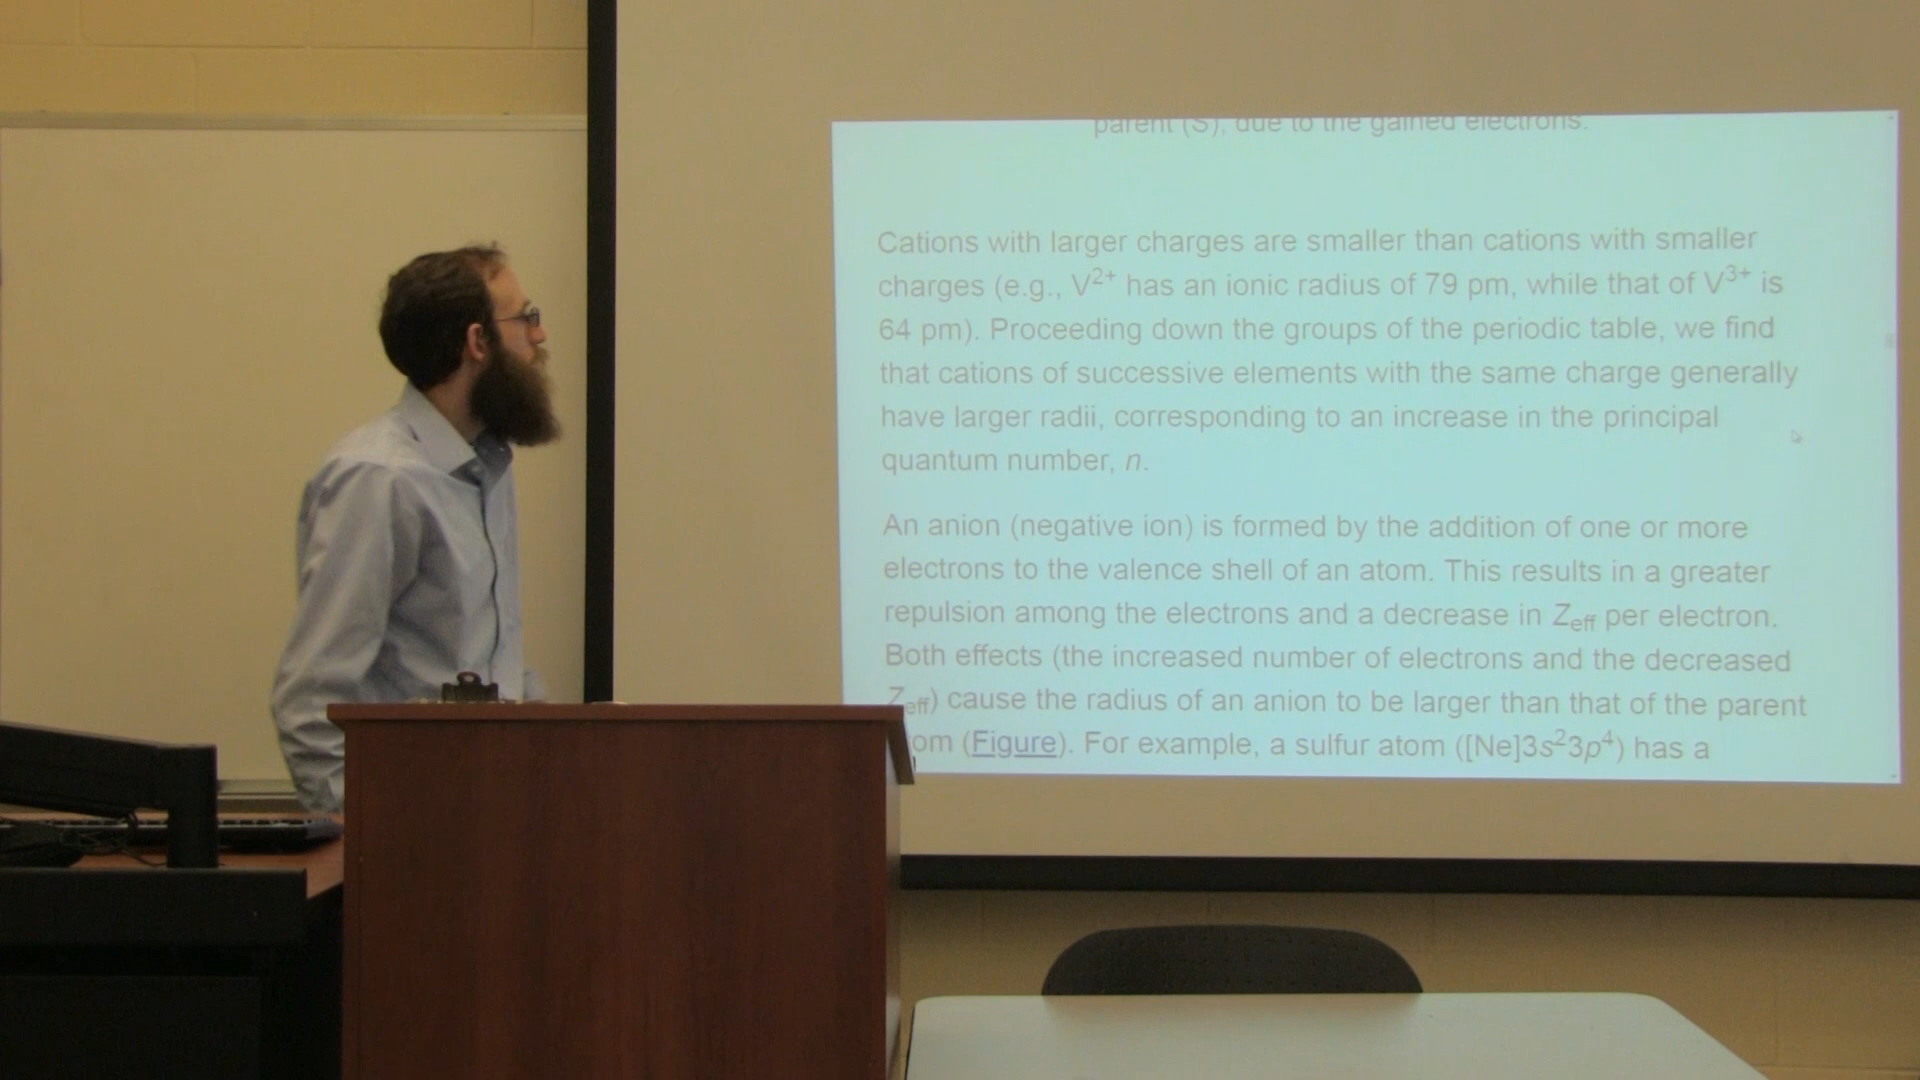 parent (S), due to the gained electrons.
Cations with larger charges are smaller than cations with smaller
charges (e.g., V²⁺ has an ionic radius of 79 pm, while that of V³⁺ is
64 pm). Proceeding down the groups of the periodic table, we find
that cations of successive elements with the same charge generally
have larger radii, corresponding to an increase in the principal
quantum number, n.
An anion (negative ion) is formed by the addition of one or more
electrons to the valence shell of an atom. This results in a greater
repulsion among the electrons and a decrease in Zeff per electron.
Both effects (the increased number of electrons and the decreased
Zeff) cause the radius of an anion to be larger than that of the parent
om (Figure). For example, a sulfur atom ([Ne]3s²3p⁴) has a